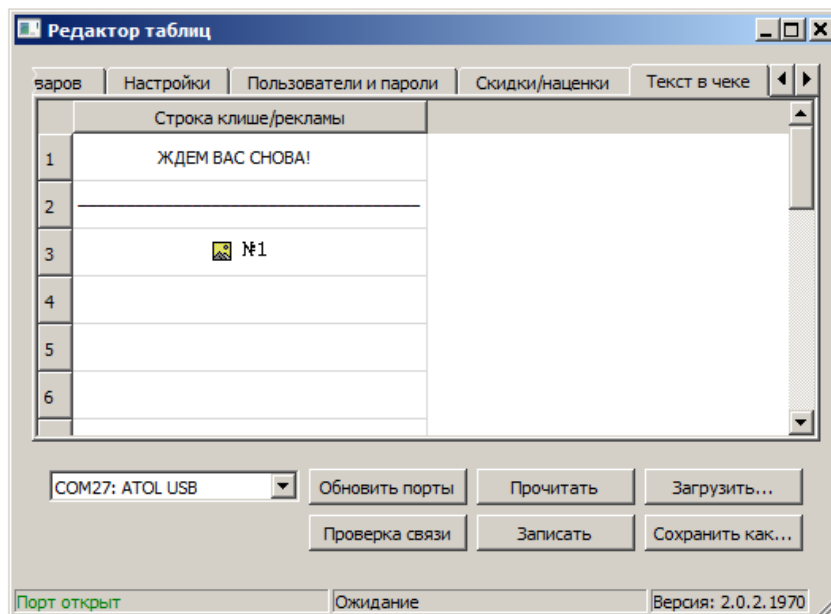 Редактор таблиц
варов Настройки Пользователи и пароли Скидки/наценки Текст в чеке
Строка клише/рекламы
1 ЖДЕМ ВАС СНОВА!
2
3 №1
4
5
6
COM27: ATOL USB Обновить порты Прочитать Загрузить...
Проверка связи Записать Сохранить как...
Порт открыт Ожидание Версия: 2.0.2.1970